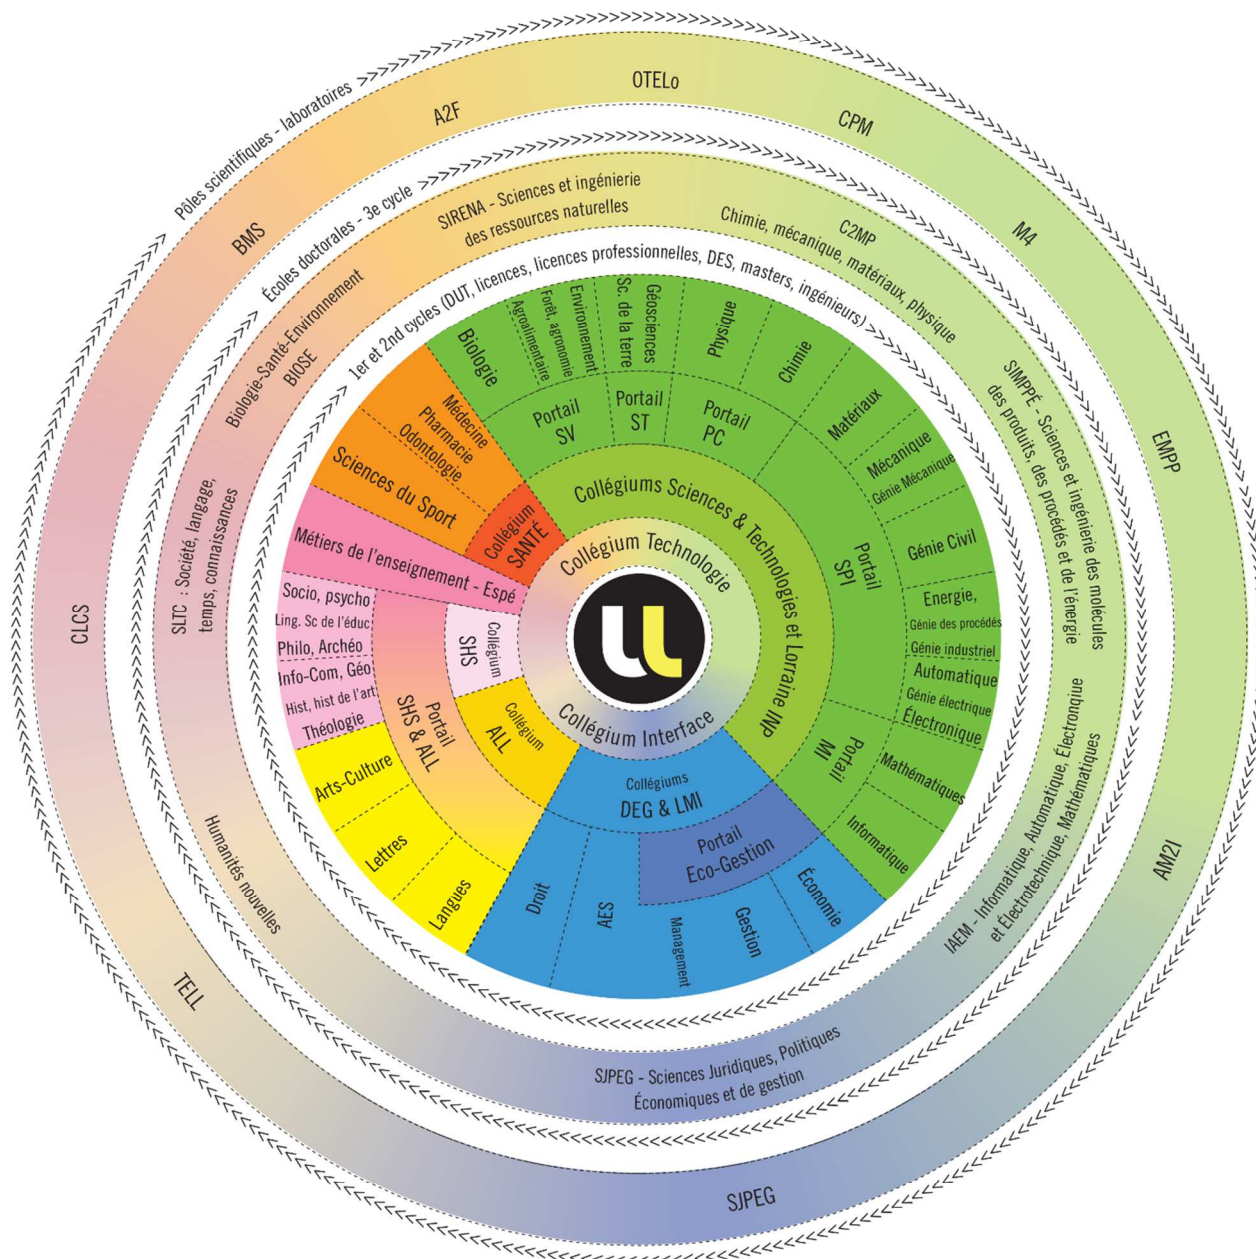 Pôles scientifiques - laboratoires
A2F
OTELo
CPM
M4
EMPP
AM2I
SJPEG
TELL
CLCS
BMS
Écoles doctorales - 3e cycle
SIRENA - Sciences et ingénierie
des ressources naturelles
C2MP
Chimie, mécanique, matériaux, physique
SIMPPÉ - Sciences et ingénierie des molécules
des produits, des procédés et de l'énergie
IAEM - Informatique, Automatique, Électronqique
et Électrotechnique, Mathématiques
SJPEG - Sciences Juridiques, Politiques
Économiques et de gestion
Humanités nouvelles
SLTC : Société, langage,
temps, connaissances
Biologie-Santé-Environnement
BIOSE
1er et 2nd cycles (DUT, licences, licences professionnelles, DES, masters, ingénieurs)
Biologie
Agroalimentaire
Forêt, agronomie
Environnement
Sc. de la terre
Géosciences
Physique
Chimie
Matériaux
Mécanique
Génie Mécanique
Génie Civil
Energie,
Génie des procédés
Génie industriel
Automatique
Génie électrique
Électronique
Mathématiques
Informatique
Économie
Gestion
Management
AES
Droit
Langues
Lettres
Arts-Culture
Théologie
Hist, hist de l'art
Info-Com, Géo
Philo, Archéo
Ling. Sc de l'éduc
Socio, psycho
Métiers de l'enseignement - Espé
Sciences du Sport
Médecine
Pharmacie
Odontologie
Portail
SV
Portail
ST
Portail
PC
Portail
SPI
Portail
MI
Portail
Eco-Gestion
Portail
SHS & ALL
Collégiums Sciences & Technologies et Lorraine INP
Collégiums
DEG & LMI
Collégium
ALL
Collégium
SHS
Collégium
SANTÉ
Collégium Technologie
Collégium Interface
UL